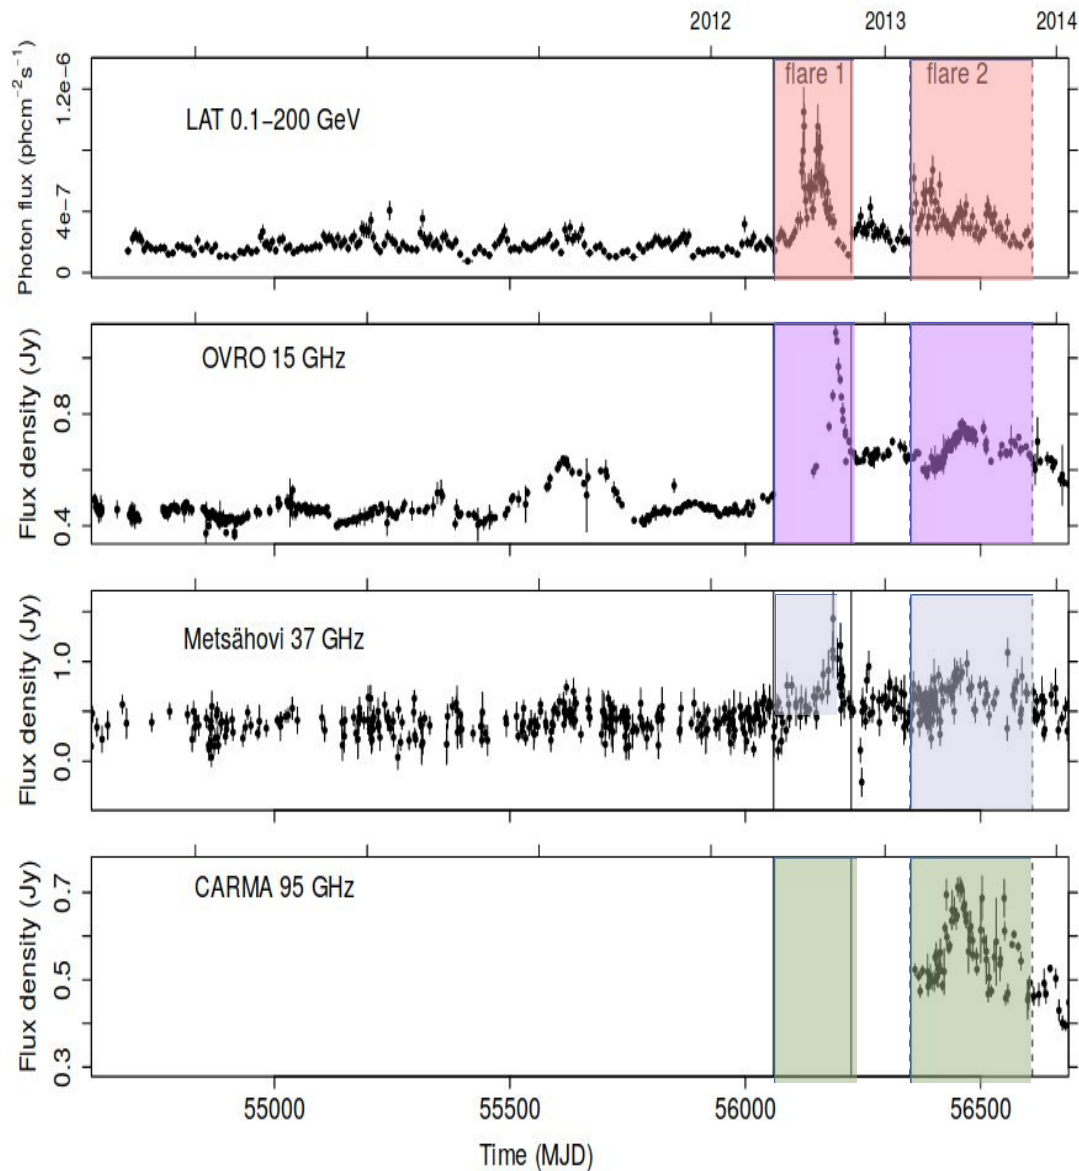 2012 2013 2014
flare 1 flare 2
LAT 0.1−200 GeV
Photon flux (phcm⁻²s⁻¹)
1.2e−6
4e−7
0
OVRO 15 GHz
Flux density (Jy)
0.8
0.4
Metsähovi 37 GHz
Flux density (Jy)
1.0
0.0
CARMA 95 GHz
Flux density (Jy)
0.7
0.5
0.3
55000 55500 56000 56500
Time (MJD)